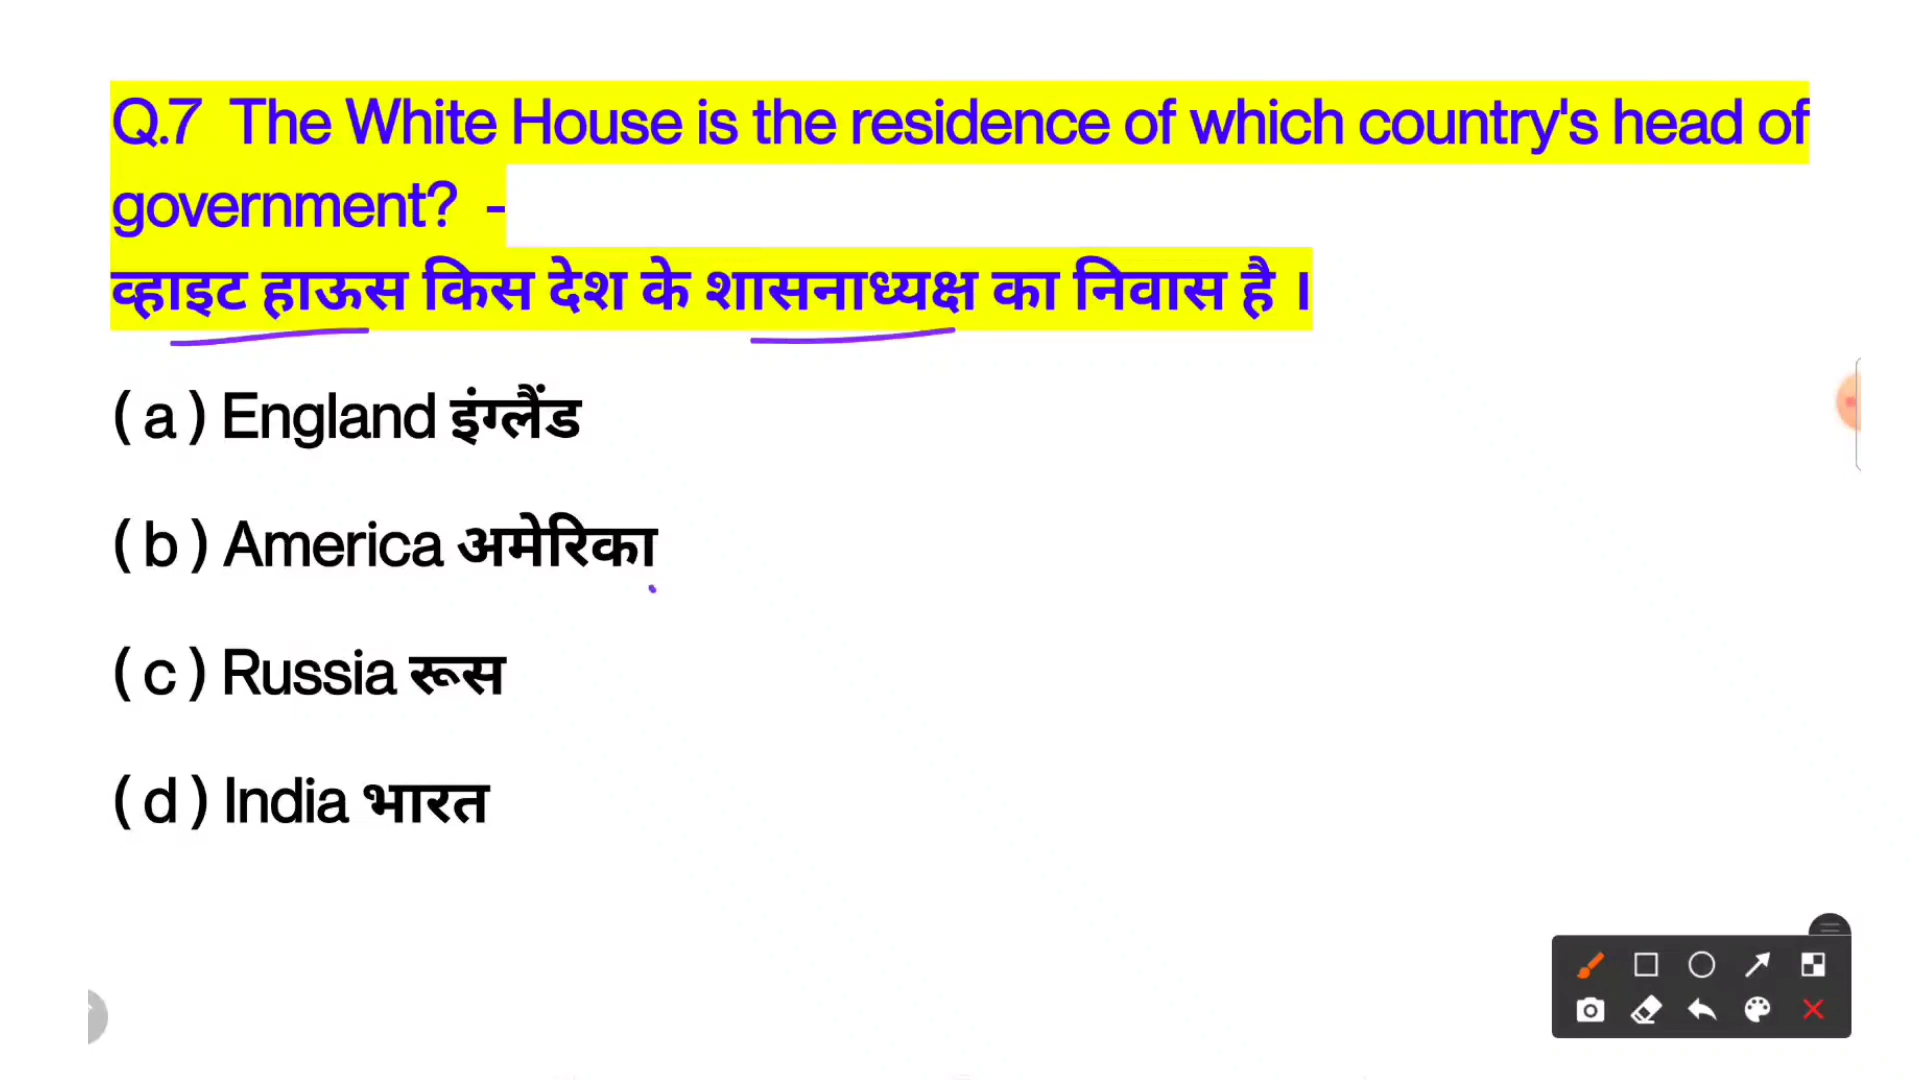 Q.7 The White House is the residence of which country's head of
government? -
व्हाइट हाऊस किस देश के शासनाध्यक्ष का निवास है ।
( a ) England इंग्लैंड
( b ) America अमेरिका
( c ) Russia रूस
( d ) India भारत